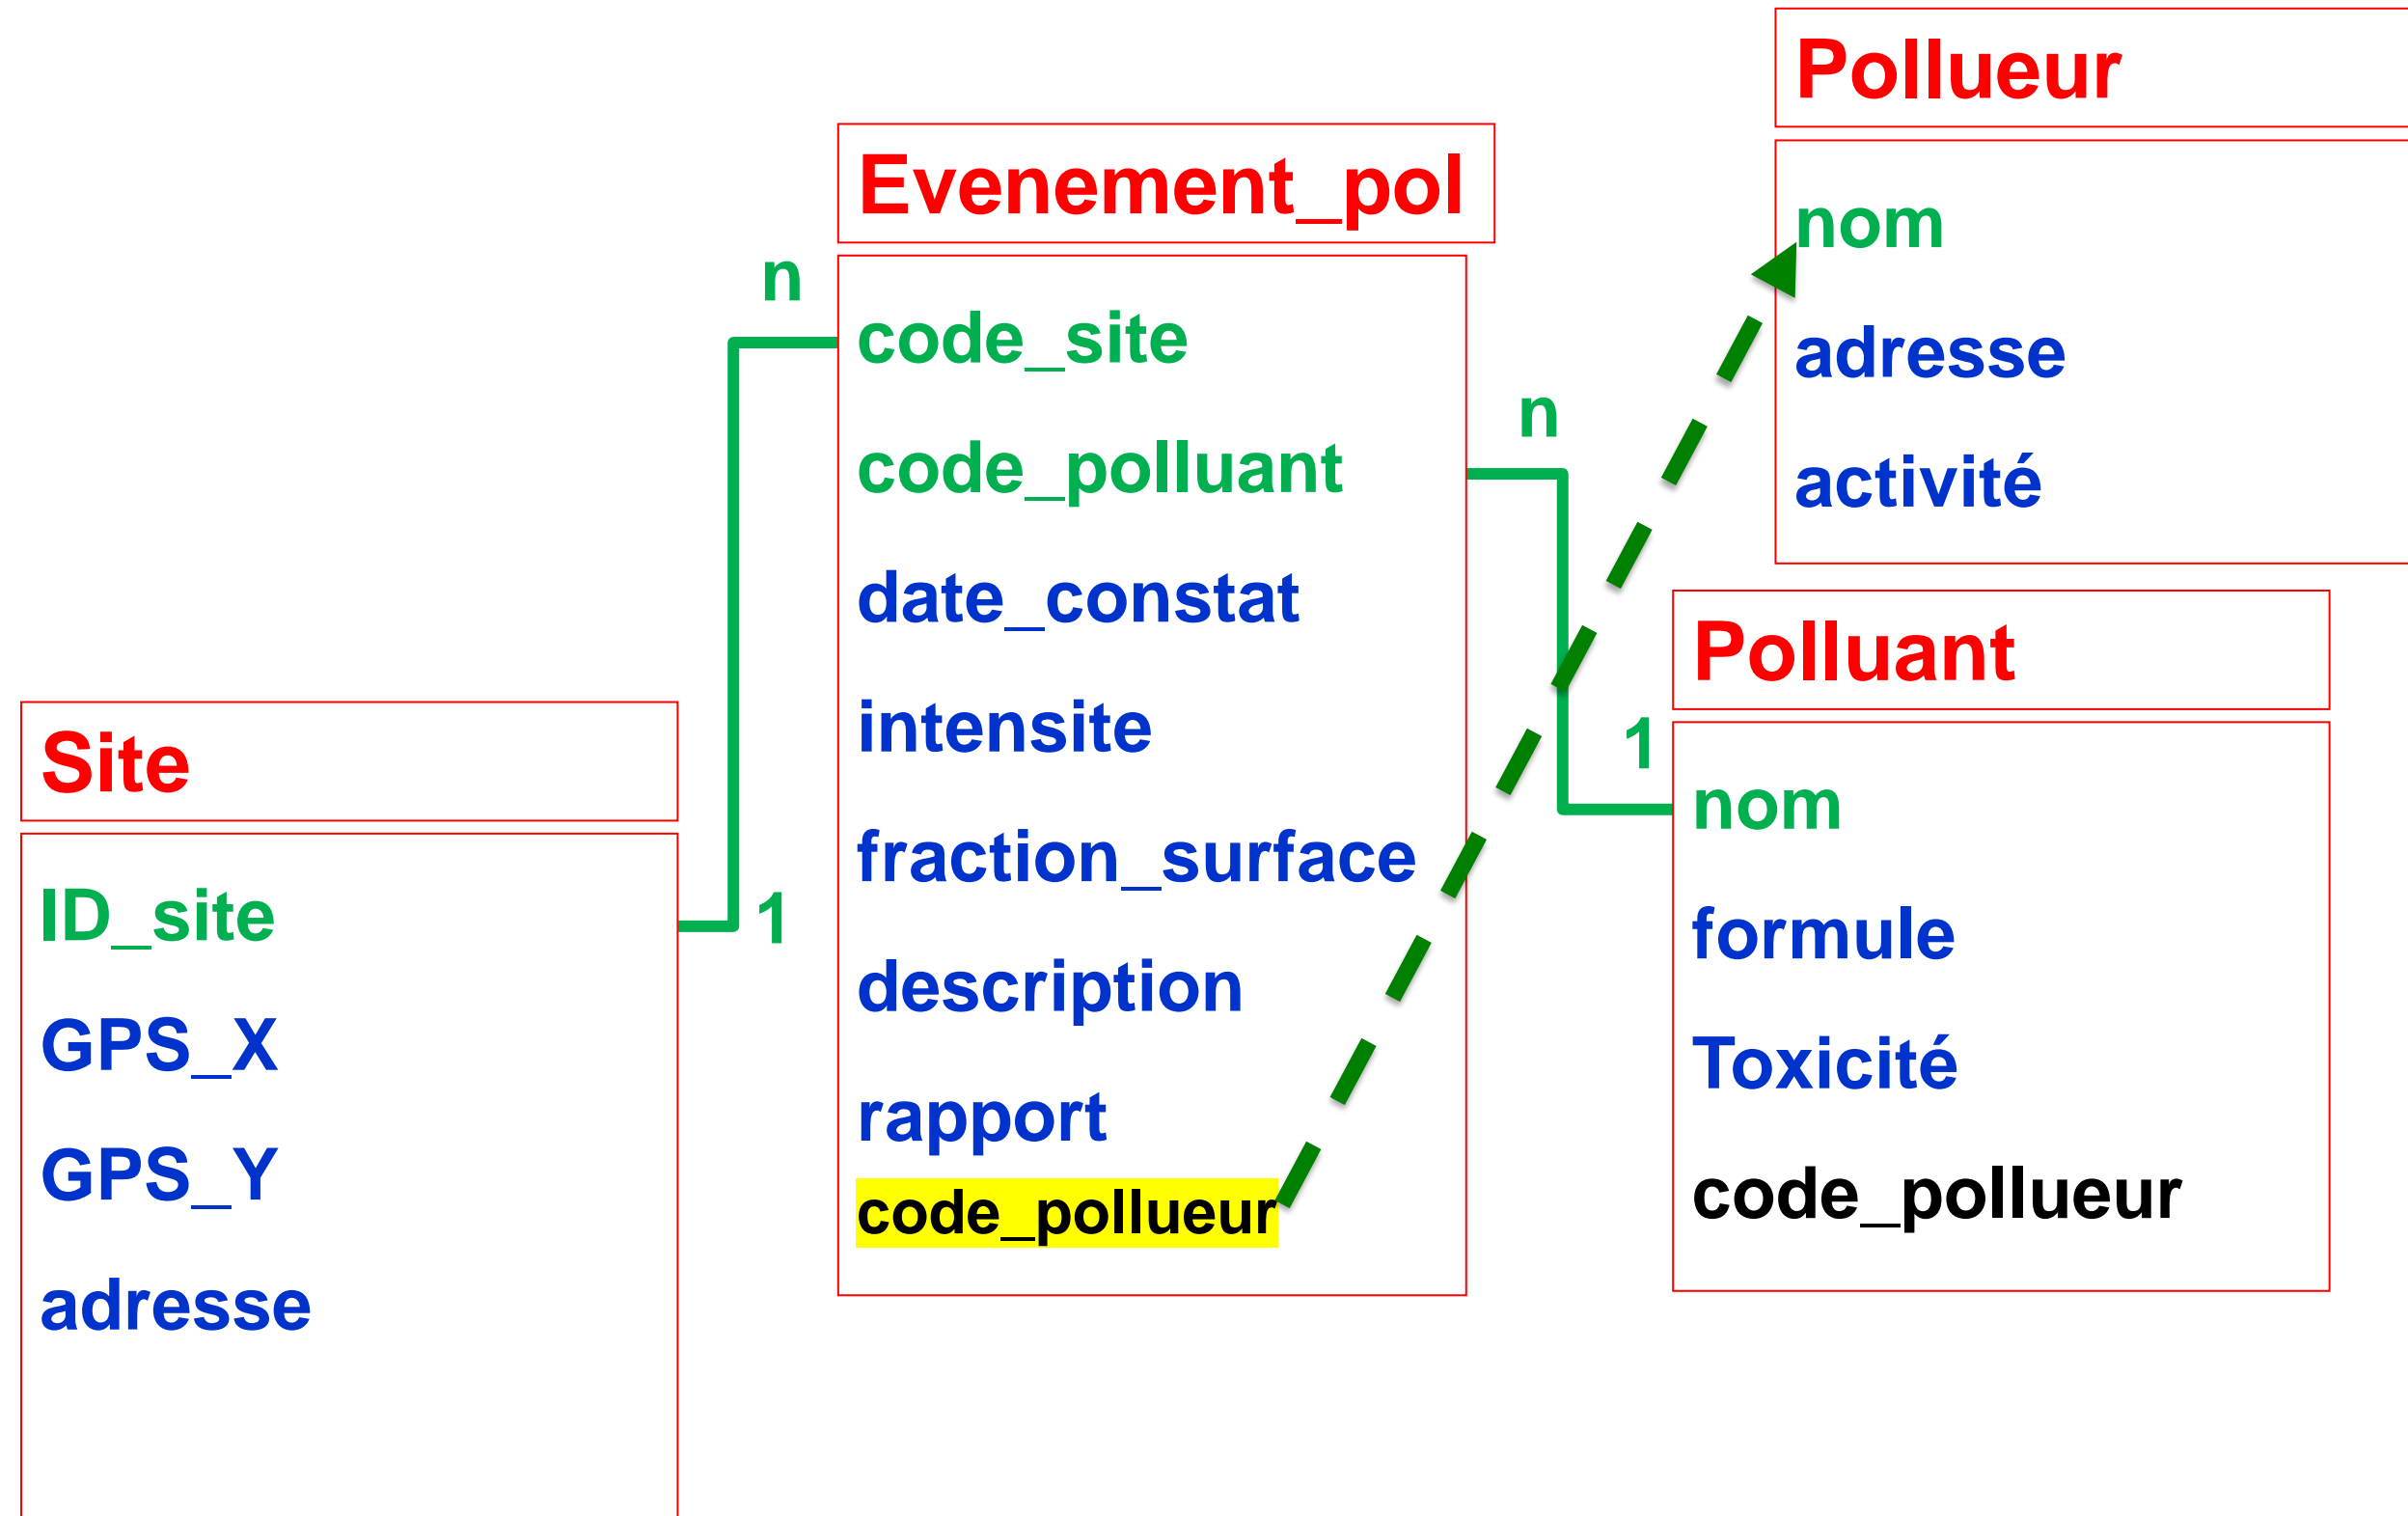 Pollueur
nom
adresse
activité
Evenement_pol
n
code_site
code_polluant
date_constat
intensite
fraction_surface
description
rapport
code_pollueur
n
1
Polluant
nom
formule
Toxicité
code_pollueur
Site
1
ID_site
GPS_X
GPS_Y
adresse